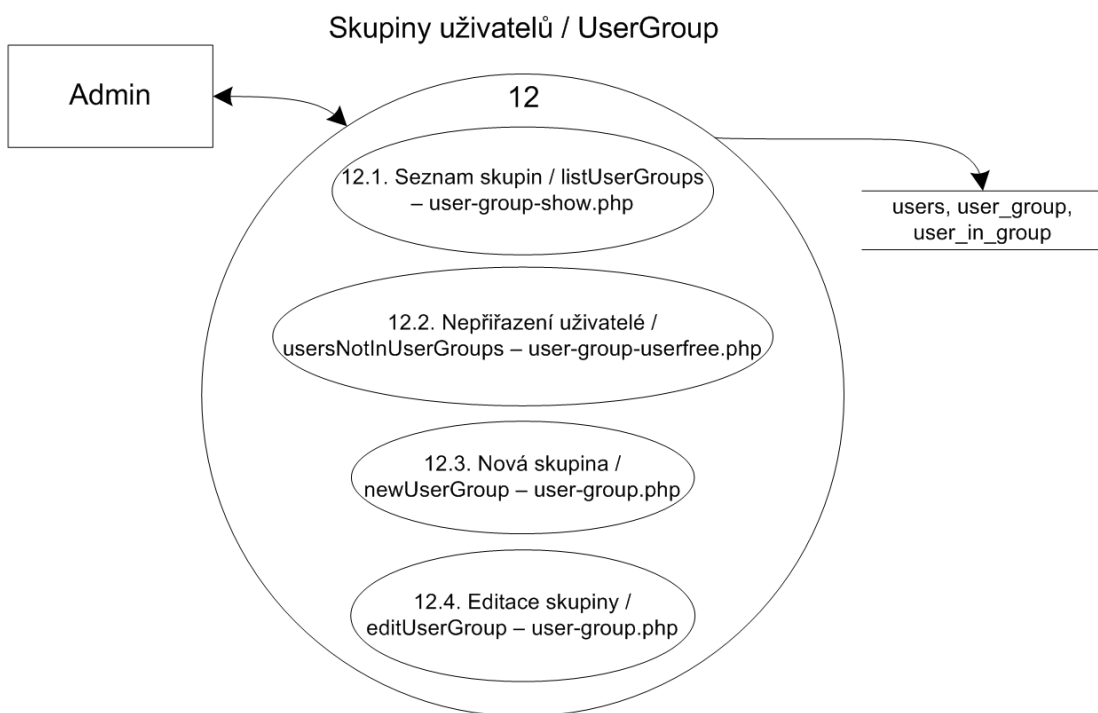 Skupiny uživatelů / UserGroup
Admin
12
12.1. Seznam skupin / listUserGroups
– user-group-show.php
users, user_group,
user_in_group
12.2. Nepřiřazení uživatelé /
usersNotInUserGroups – user-group-userfree.php
12.3. Nová skupina /
newUserGroup – user-group.php
12.4. Editace skupiny /
editUserGroup – user-group.php